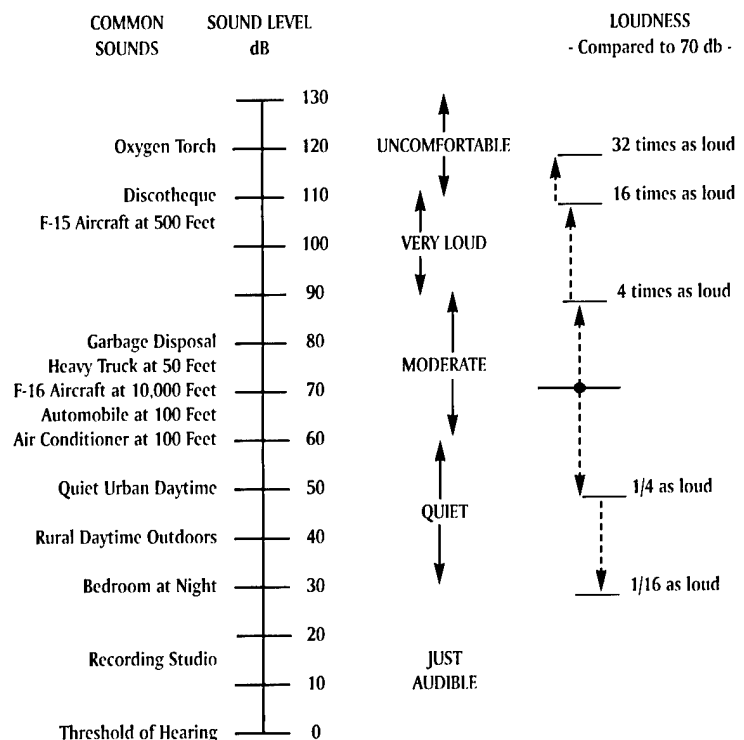 COMMON SOUND LEVEL LOUDNESS
SOUNDS dB - Compared to 70 db -
130
Oxygen Torch 120 UNCOMFORTABLE 32 times as loud
Discotheque 110 16 times as loud
F-15 Aircraft at 500 Feet
100 VERY LOUD
90 4 times as loud
Garbage Disposal 80
Heavy Truck at 50 Feet MODERATE
F-16 Aircraft at 10,000 Feet 70
Automobile at 100 Feet
Air Conditioner at 100 Feet 60
Quiet Urban Daytime 50 1/4 as loud
QUIET
Rural Daytime Outdoors 40
Bedroom at Night 30 1/16 as loud
20
Recording Studio JUST
10 AUDIBLE
Threshold of Hearing 0